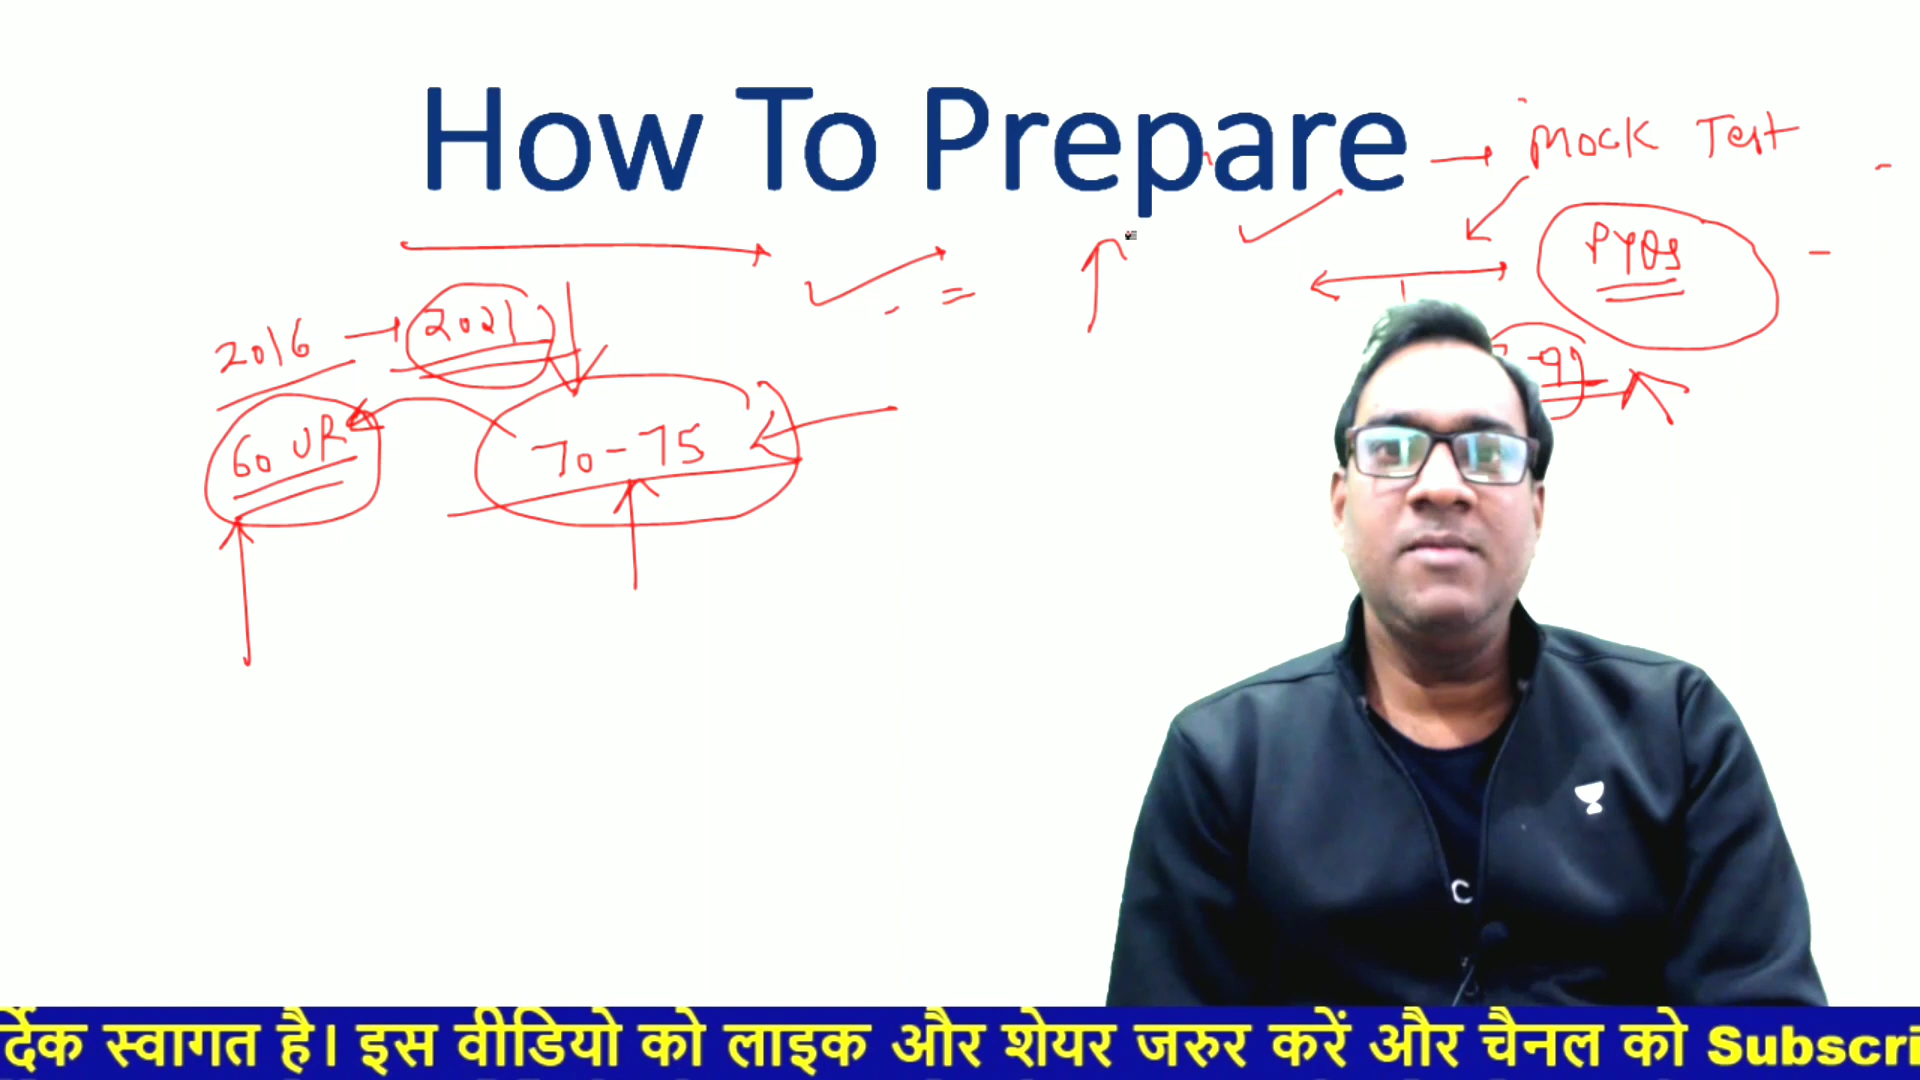 How To Prepare
Mock Test
PYQs
2016 → 2021
-99
60 UR
70-75
C
र्दिक स्वागत है। इस वीडियो को लाइक और शेयर जरुर करें और चैनल को Subscri